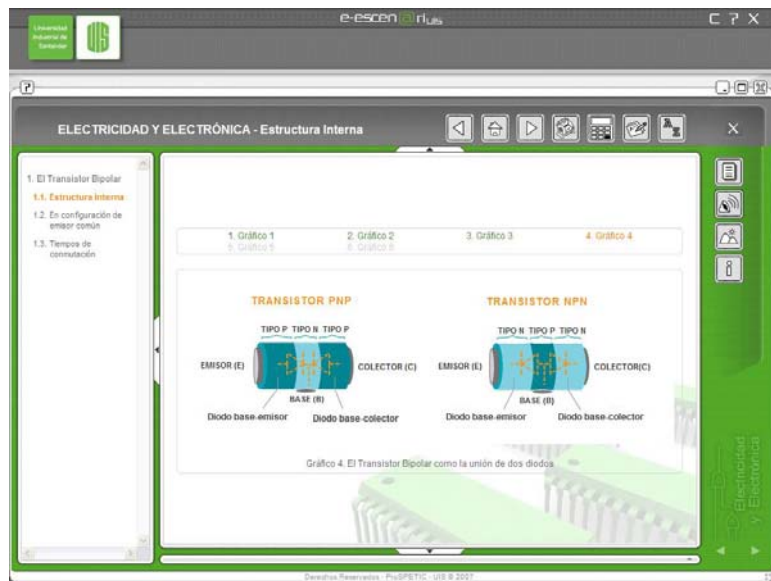 Universidad
Industrial de
Santander
UIS
e-escen@riUIS
C ? X
?
ELECTRICIDAD Y ELECTRÓNICA - Estructura Interna
A
Z
X
1. El Transistor Bipolar
1.1. Estructura Interna
1.2. En configuración de
emisor común
1.3. Tiempos de
conmutación
1. Gráfico 1
2. Gráfico 2
3. Gráfico 3
4. Gráfico 4
5. Gráfico 5
6. Gráfico 6
TRANSISTOR PNP
TIPO P TIPO N TIPO P
EMISOR (E)
COLECTOR (C)
BASE (B)
Diodo base-emisor
Diodo base-colector
TRANSISTOR NPN
TIPO N TIPO P TIPO N
EMISOR (E)
COLECTOR(C)
BASE (B)
Diodo base-emisor
Diodo base-colector
Gráfico 4. El Transistor Bipolar como la unión de dos diodos
Electricidad
y Electrónica
Derechos Reservados - ProSPETIC - UIS © 2007